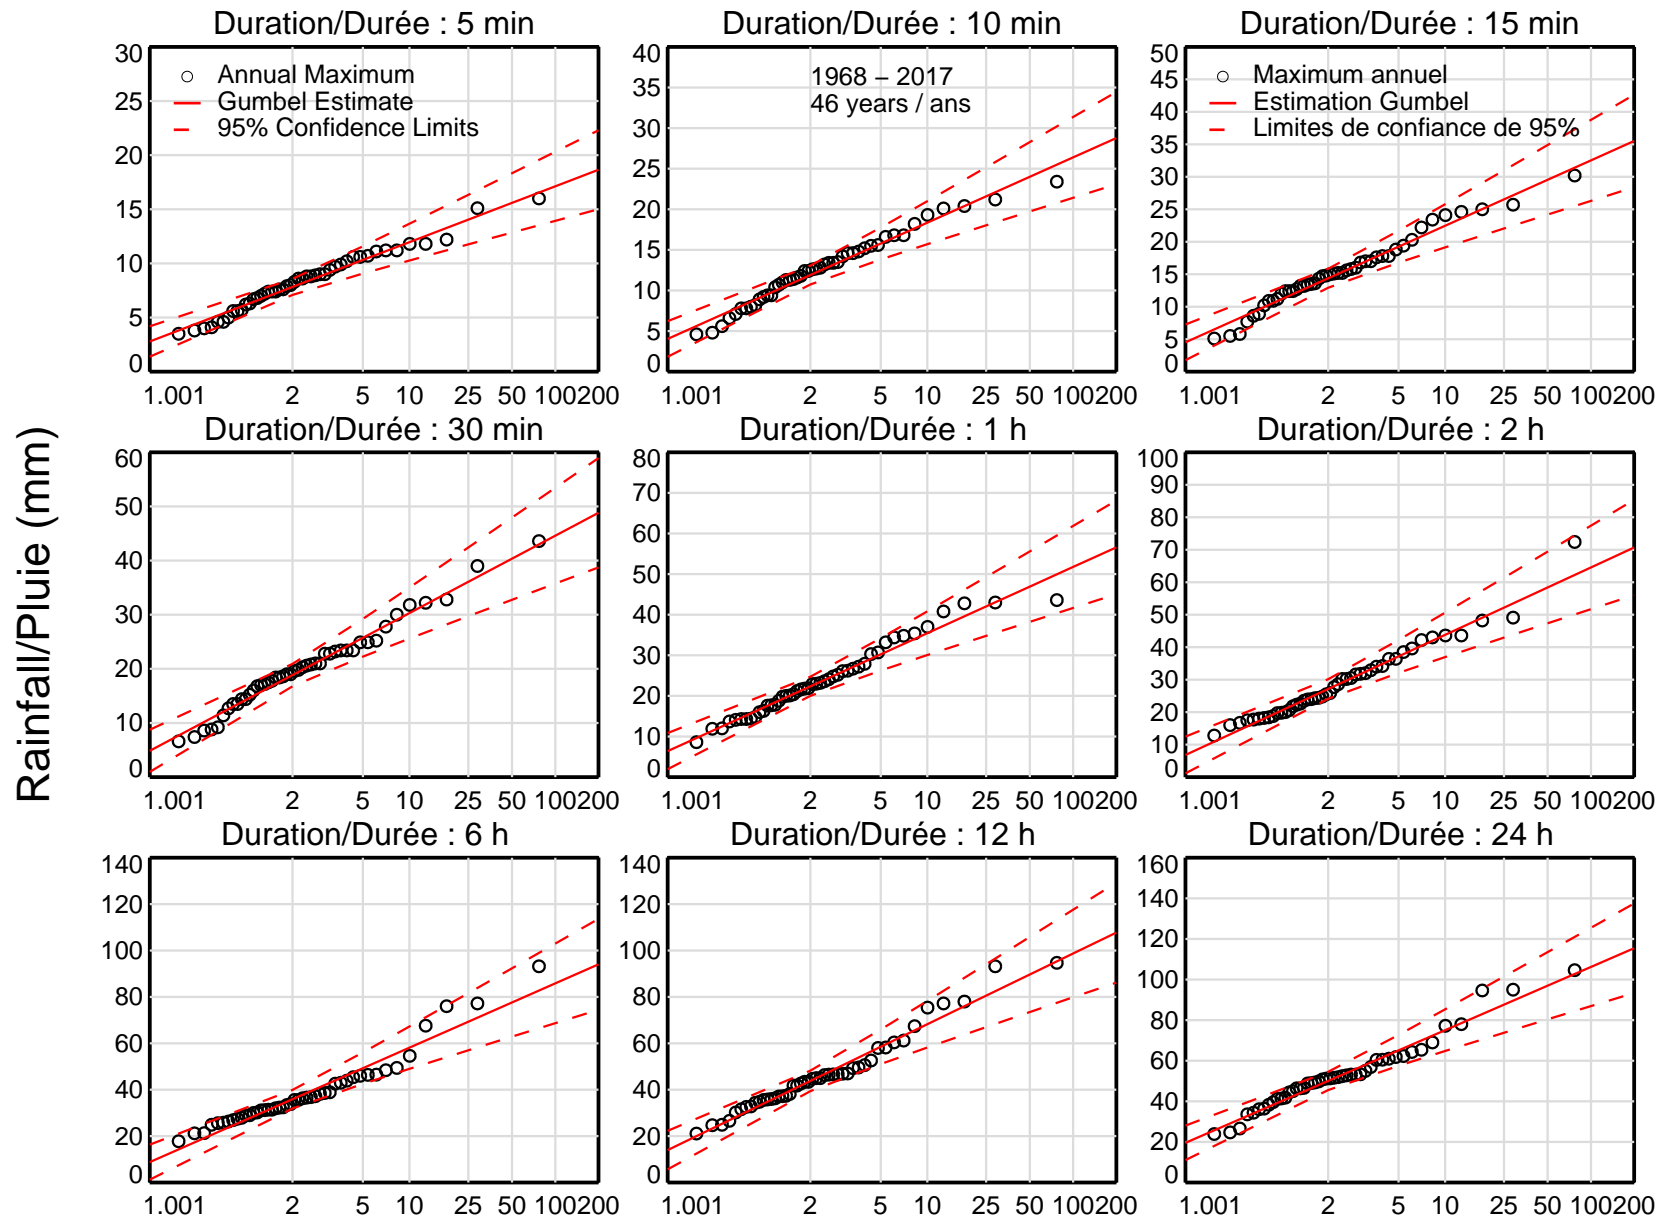 Duration/Durée : 5 min
30
25
20
15
10
5
0
Annual Maximum
Gumbel Estimate
95% Confidence Limits
1.001 2 5 10 25 50 100200
Duration/Durée : 10 min
40
35
30
25
20
15
10
5
0
1968 – 2017
46 years / ans
1.001 2 5 10 25 50 100200
Duration/Durée : 15 min
50
45
40
35
30
25
20
15
10
5
0
Maximum annuel
Estimation Gumbel
Limites de confiance de 95%
1.001 2 5 10 25 50 100200
Rainfall/Pluie (mm)
Duration/Durée : 30 min
60
50
40
30
20
10
0
1.001 2 5 10 25 50 100200
Duration/Durée : 1 h
80
70
60
50
40
30
20
10
0
1.001 2 5 10 25 50 100200
Duration/Durée : 2 h
100
90
80
70
60
50
40
30
20
10
0
1.001 2 5 10 25 50 100200
Duration/Durée : 6 h
140
120
100
80
60
40
20
0
1.001 2 5 10 25 50 100200
Duration/Durée : 12 h
140
120
100
80
60
40
20
0
1.001 2 5 10 25 50 100200
Duration/Durée : 24 h
160
140
120
100
80
60
40
20
0
1.001 2 5 10 25 50 100200